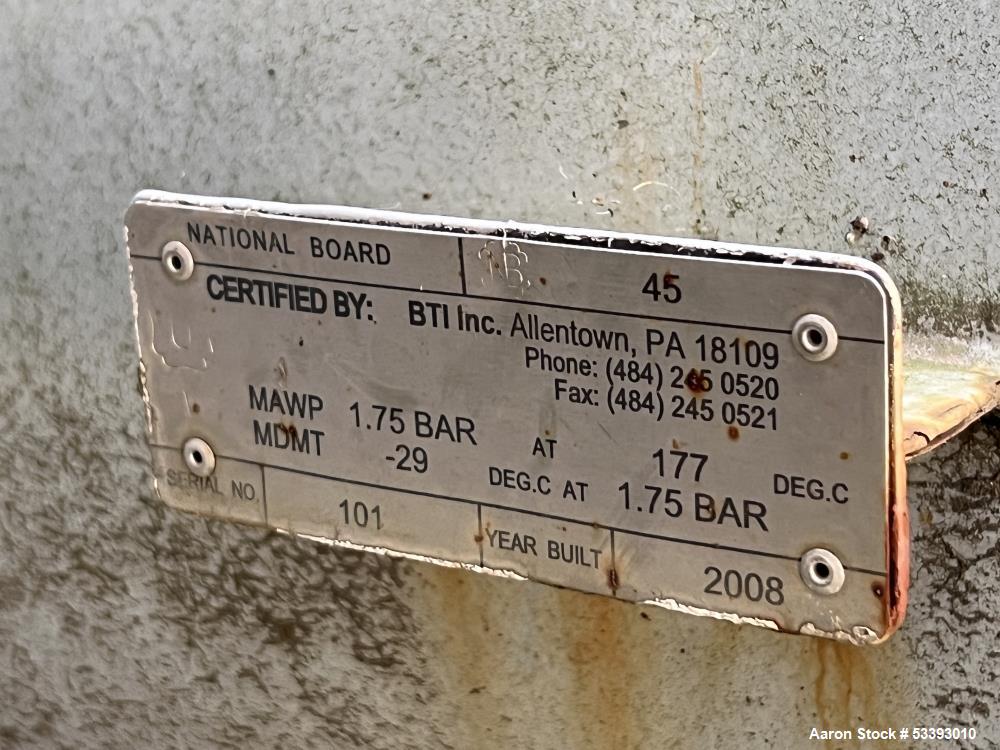 NATIONAL BOARD NB 45
CERTIFIED BY: BTI Inc. Allentown, PA 18109
Phone: (484) 245 0520
Fax: (484) 245 0521
U
MAWP 1.75 BAR AT 177 DEG.C
MDMT -29 DEG.C AT 1.75 BAR
SERIAL NO. 101 YEAR BUILT 2008
Aaron Stock # 53393010